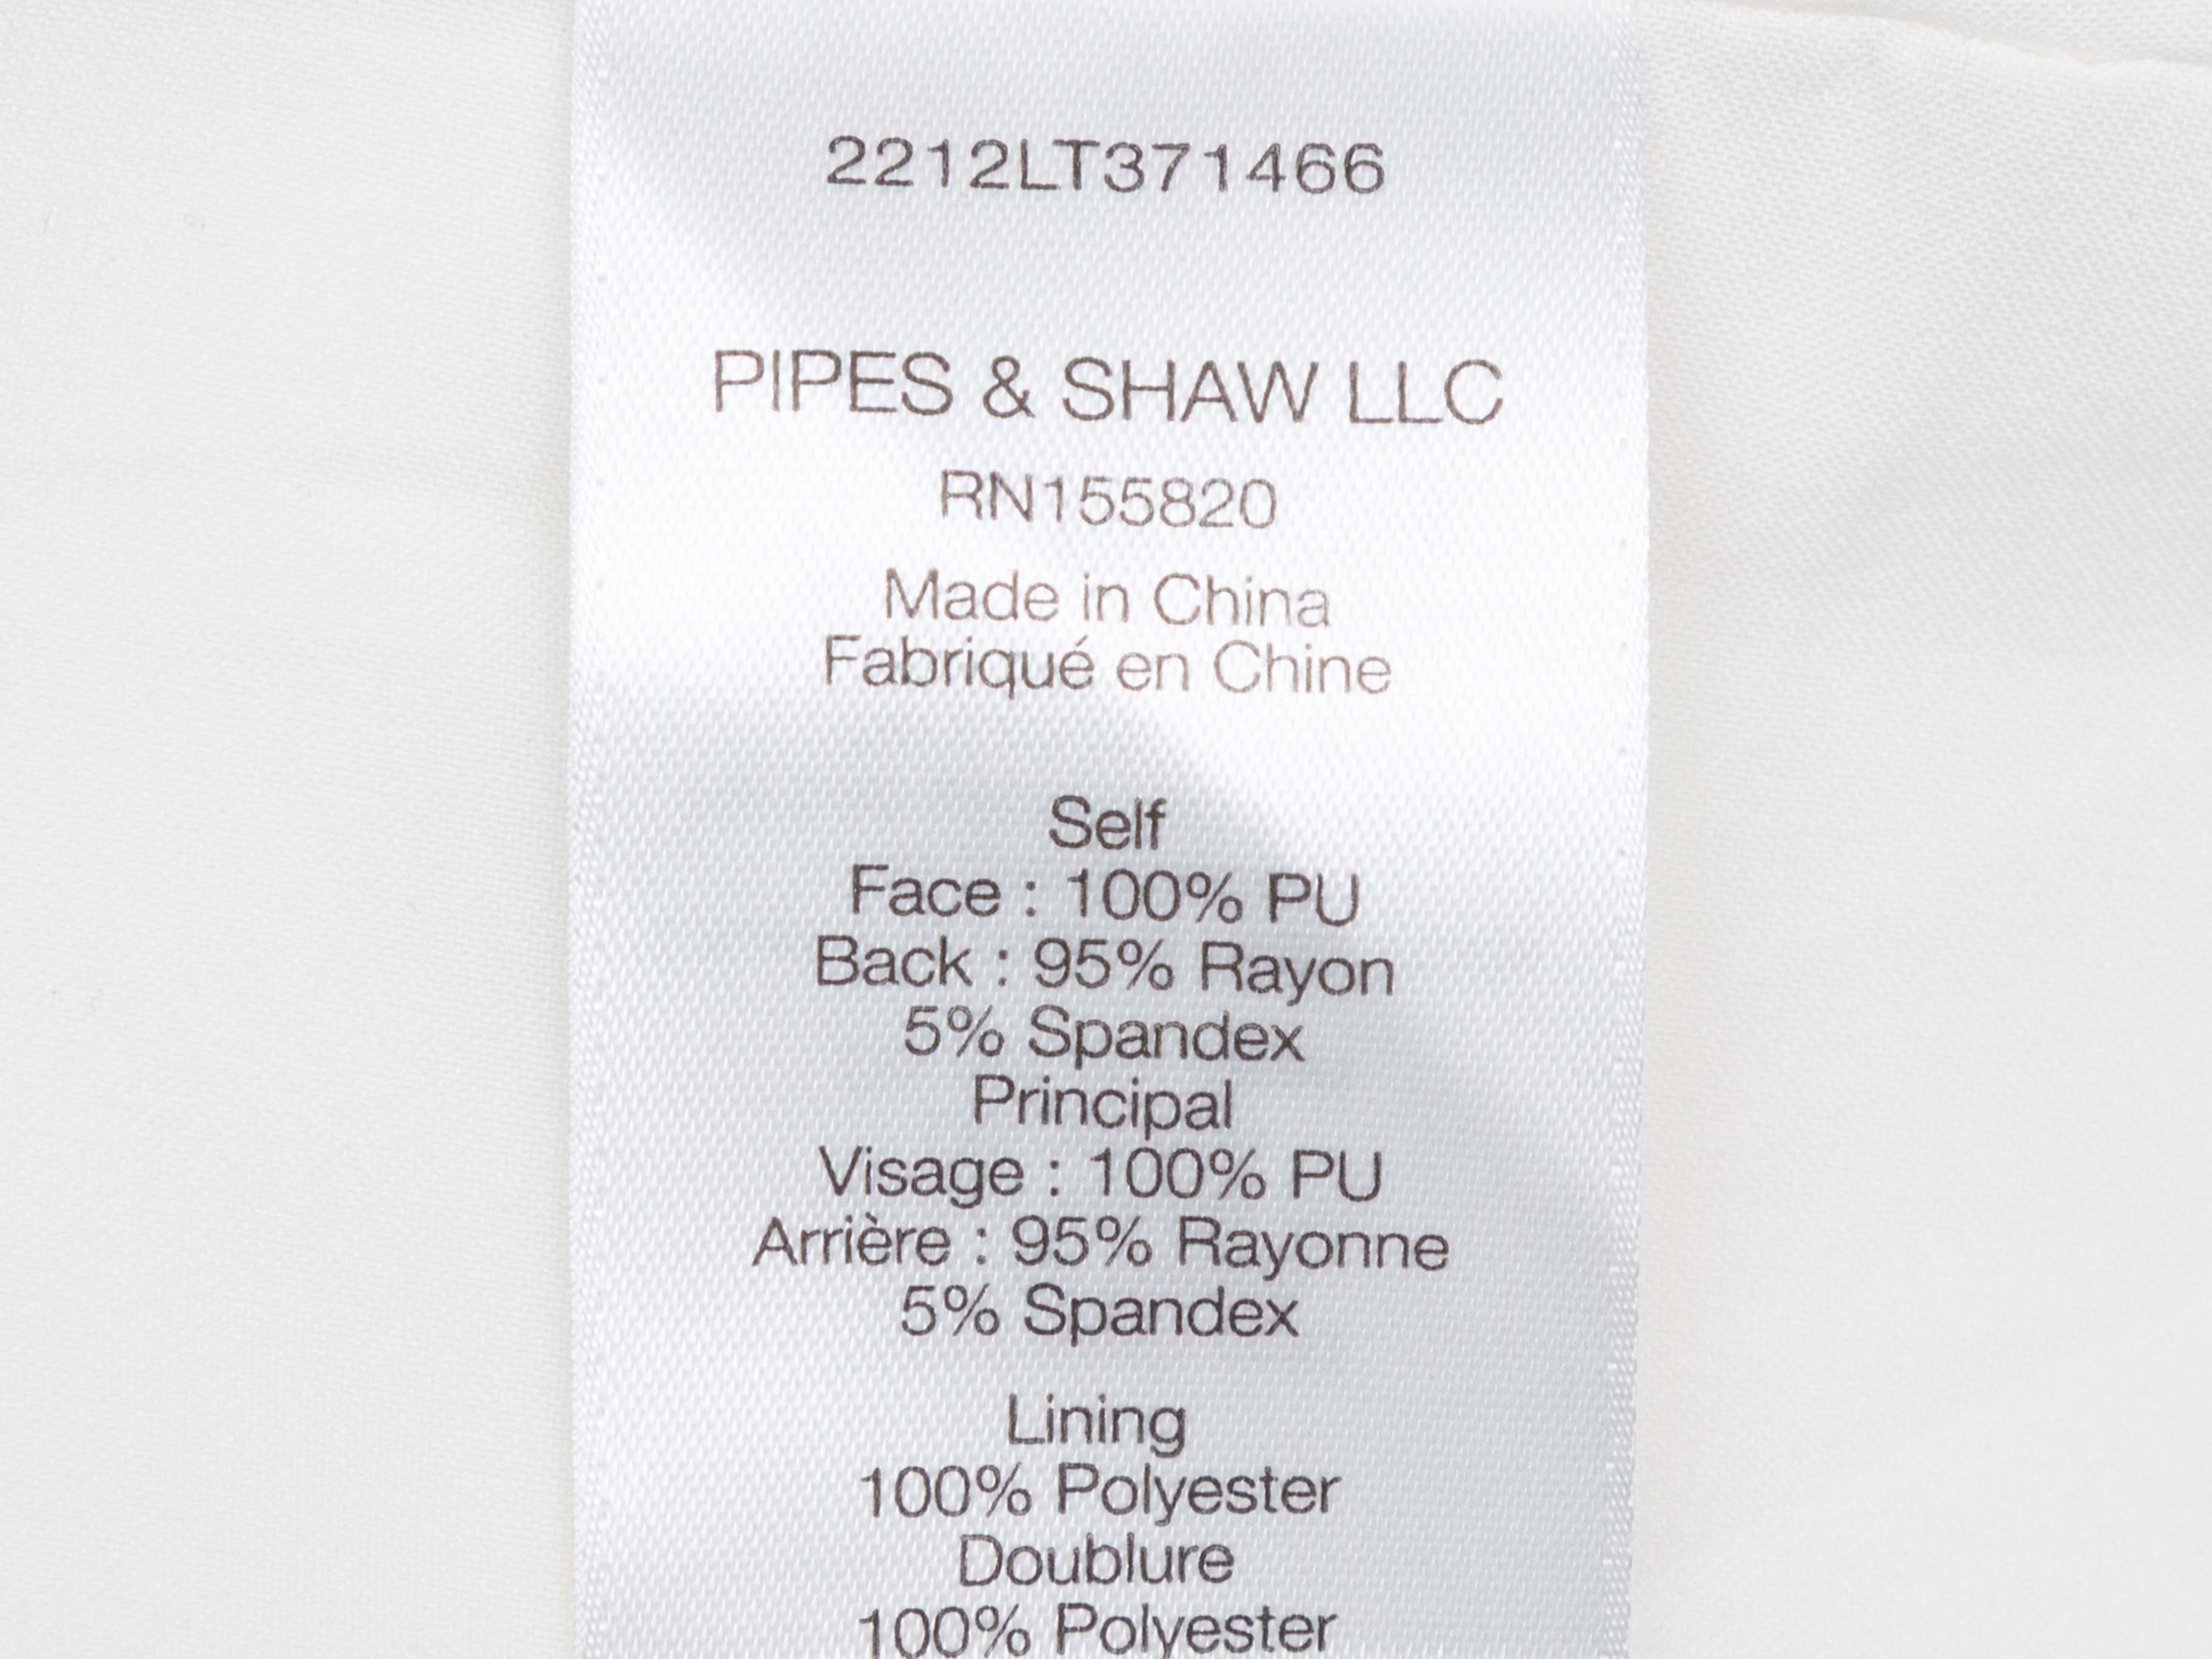 2212LT371466
PIPES & SHAW LLC
RN155820
Made in China
Fabriqué en Chine
Self
Face : 100% PU
Back : 95% Rayon
5% Spandex
Principal
Visage : 100% PU
Arrière : 95% Rayonne
5% Spandex
Lining
100% Polyester
Doublure
100% Polyester